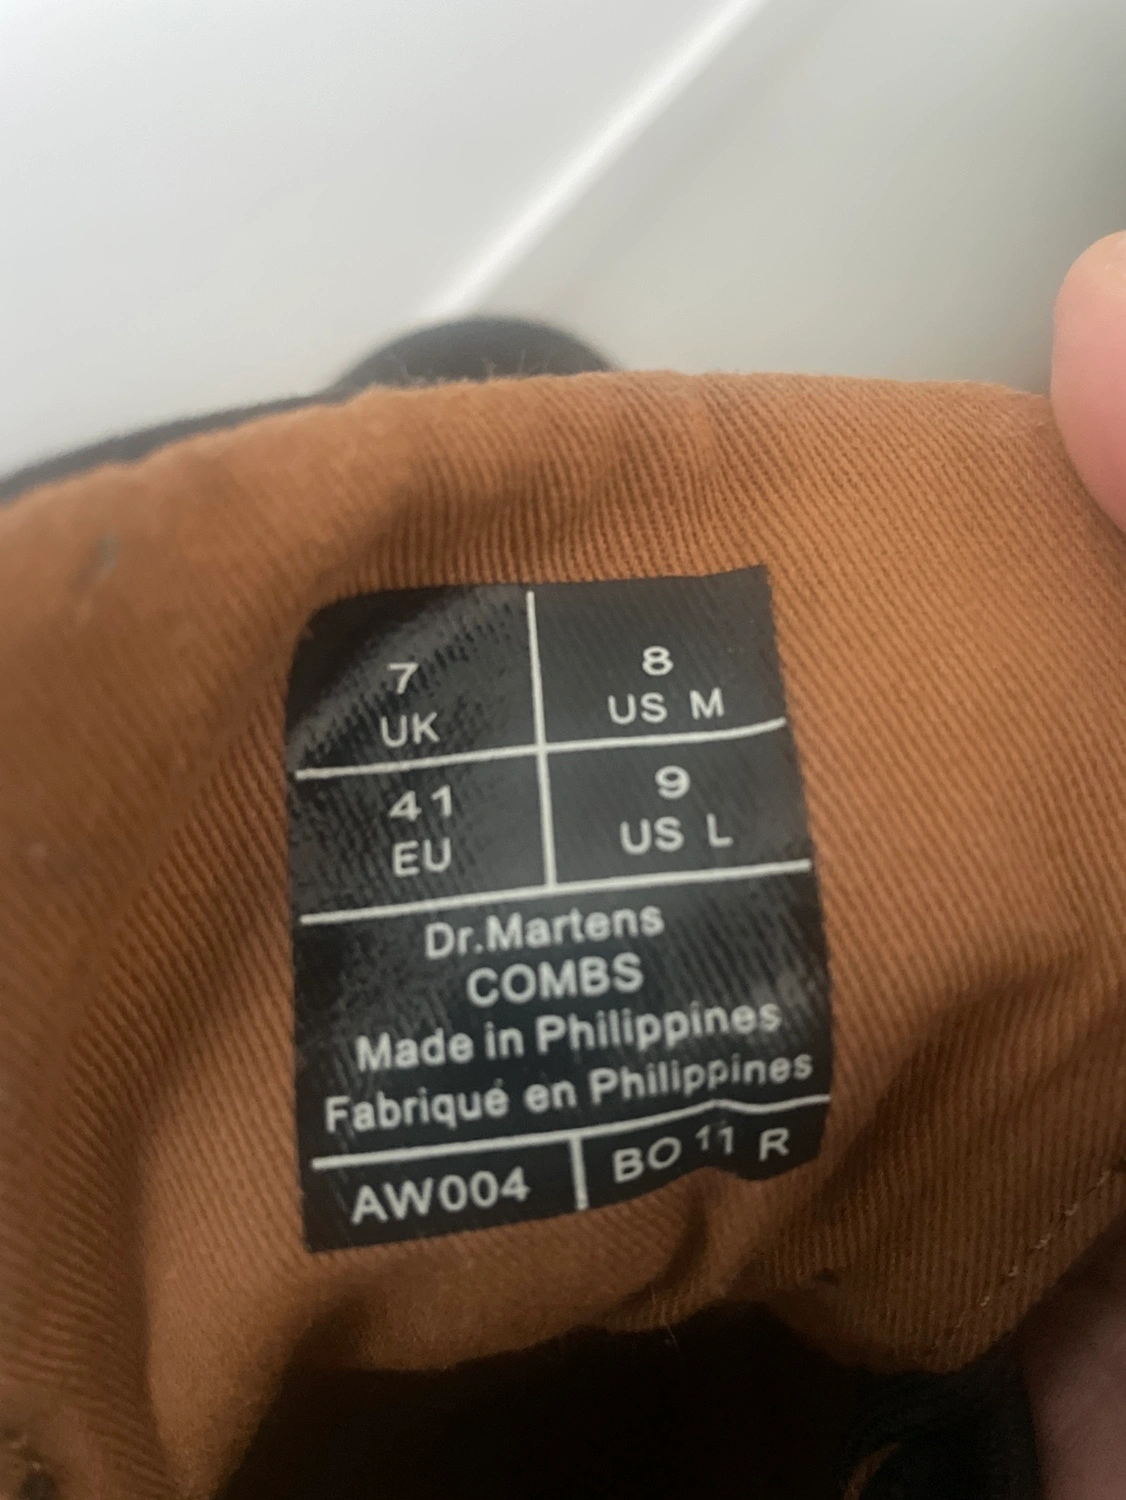 7
UK
8
US M
41
EU
9
US L
Dr.Martens
COMBS
Made in Philippines
Fabriqué en Philippines
AW004
BO 11 R